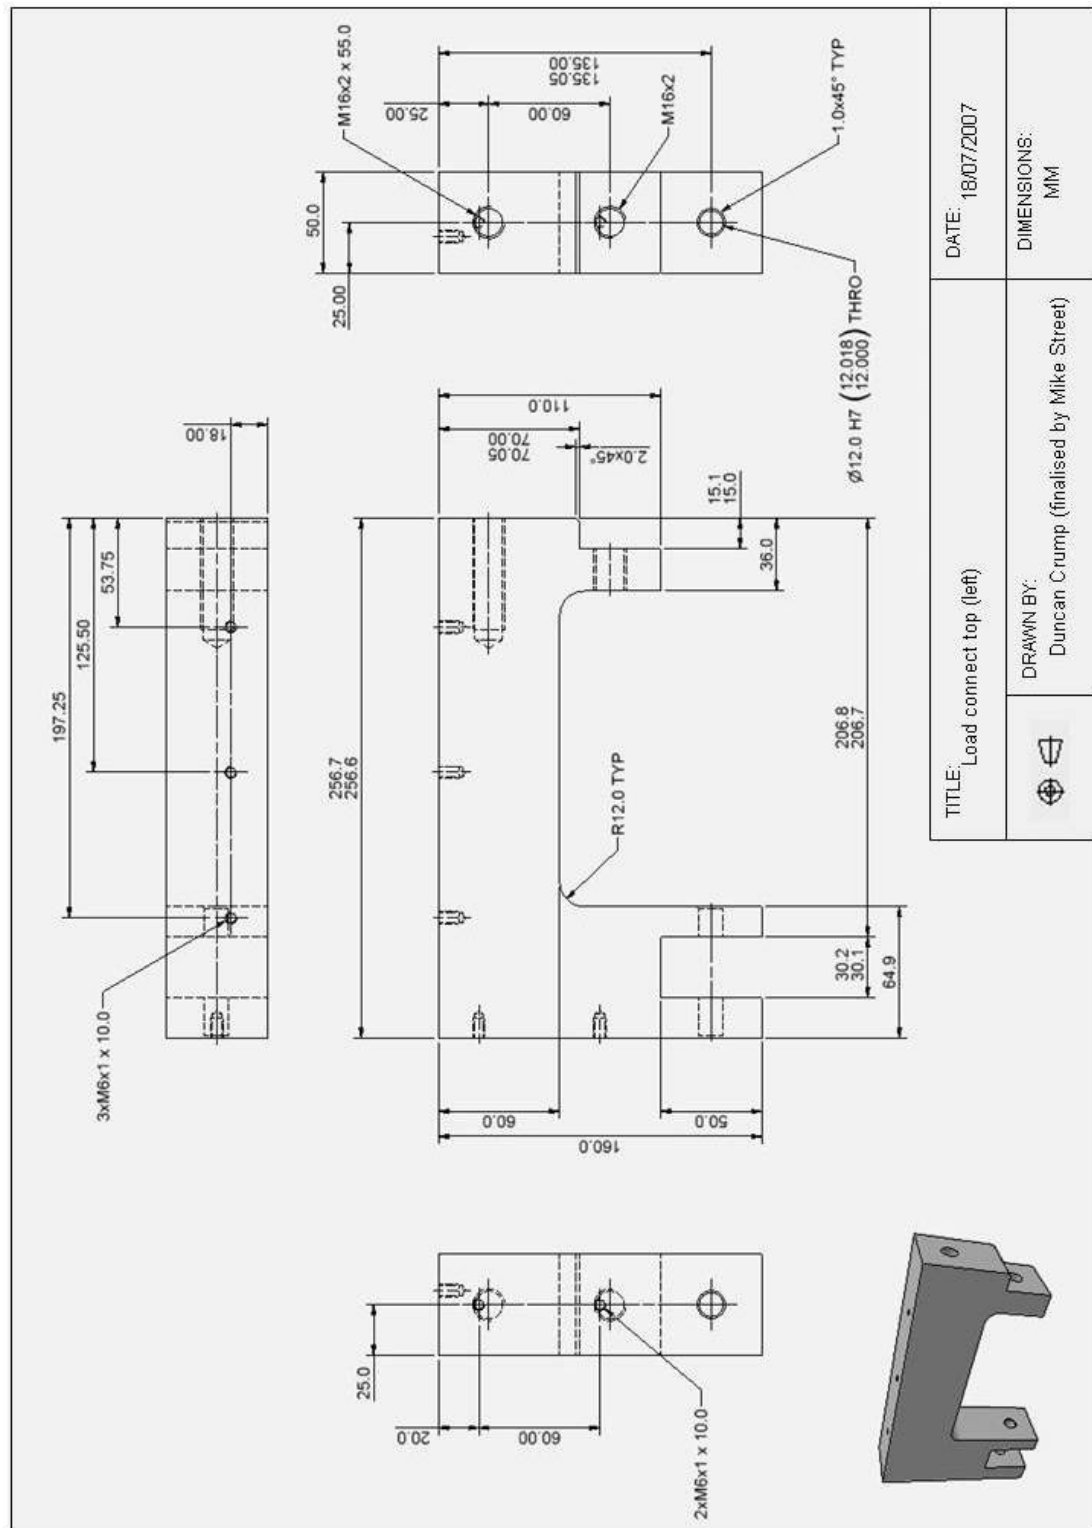 M16x2 x 55.0
25.00
60.00
135.05
135.00
M16x2
1.0x45° TYP
50.0
25.00
Ø12.0 H7 (12.018
12.000) THRO
18.00
197.25
125.50
53.75
3xM6x1 x 10.0
256.7
256.6
70.05
70.00
110.0
2.0x45°
15.1
15.0
36.0
R12.0 TYP
206.8
206.7
30.2
30.1
64.9
60.0
50.0
160.0
25.0
20.0
60.00
2xM6x1 x 10.0
TITLE:
Load connect top (left)
DATE: 18/07/2007
DRAWN BY:
Duncan Crump (finalised by Mike Street)
DIMENSIONS:
MM